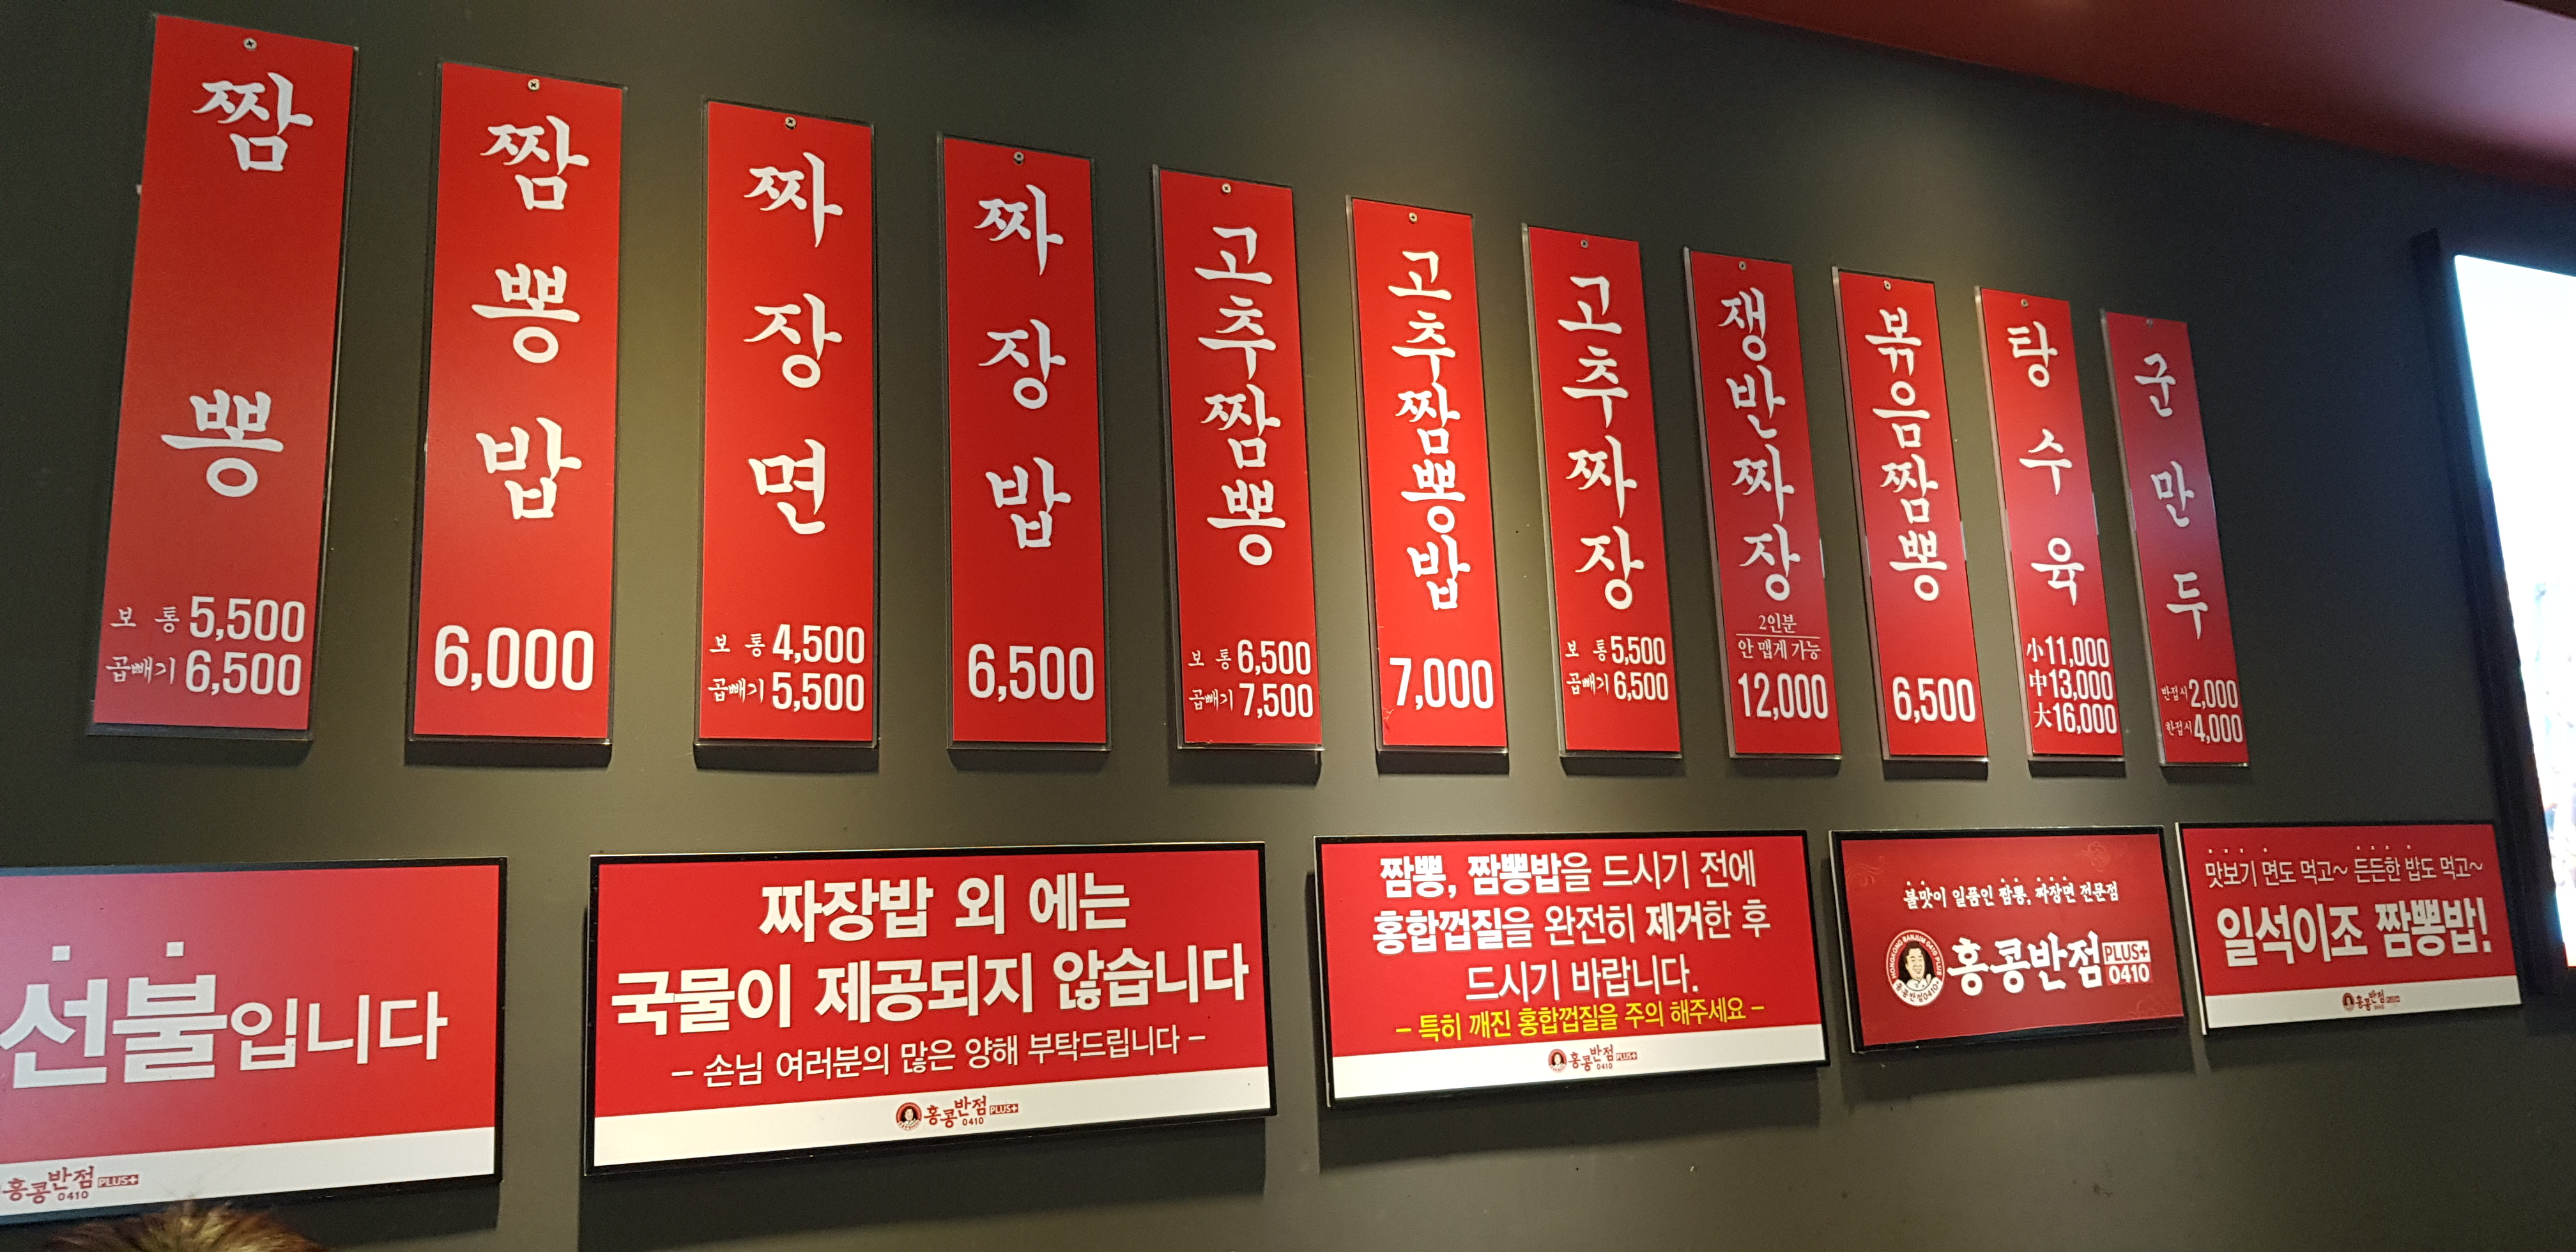 짬뽕
보통 5,500
곱빼기 6,500
짬뽕밥
6,000
짜장면
보통 4,500
곱빼기 5,500
짜장밥
6,500
고추짬뽕
보통 6,500
곱빼기 7,500
고추짬뽕밥
7,000
고추짜장
보통 5,500
곱빼기 6,500
쟁반짜장
2인분
안 맵게 가능
12,000
볶음짬뽕
6,500
탕수육
小 11,000
中 13,000
大 16,000
군만두
반접시 2,000
한접시 4,000
선불입니다
홍콩반점 PLUS+
0410
짜장밥 외 에는
국물이 제공되지 않습니다
– 손님 여러분의 많은 양해 부탁드립니다 –
홍콩반점 PLUS+
0410
짬뽕, 짬뽕밥을 드시기 전에
홍합껍질을 완전히 제거한 후
드시기 바랍니다.
– 특히 깨진 홍합껍질을 주의 해주세요 –
홍콩반점 PLUS+
0410
불맛이 일품인 짬뽕, 짜장면 전문점
홍콩반점 PLUS+
0410
맛보기 면도 먹고~ 든든한 밥도 먹고~
일석이조 짬뽕밥!
홍콩반점